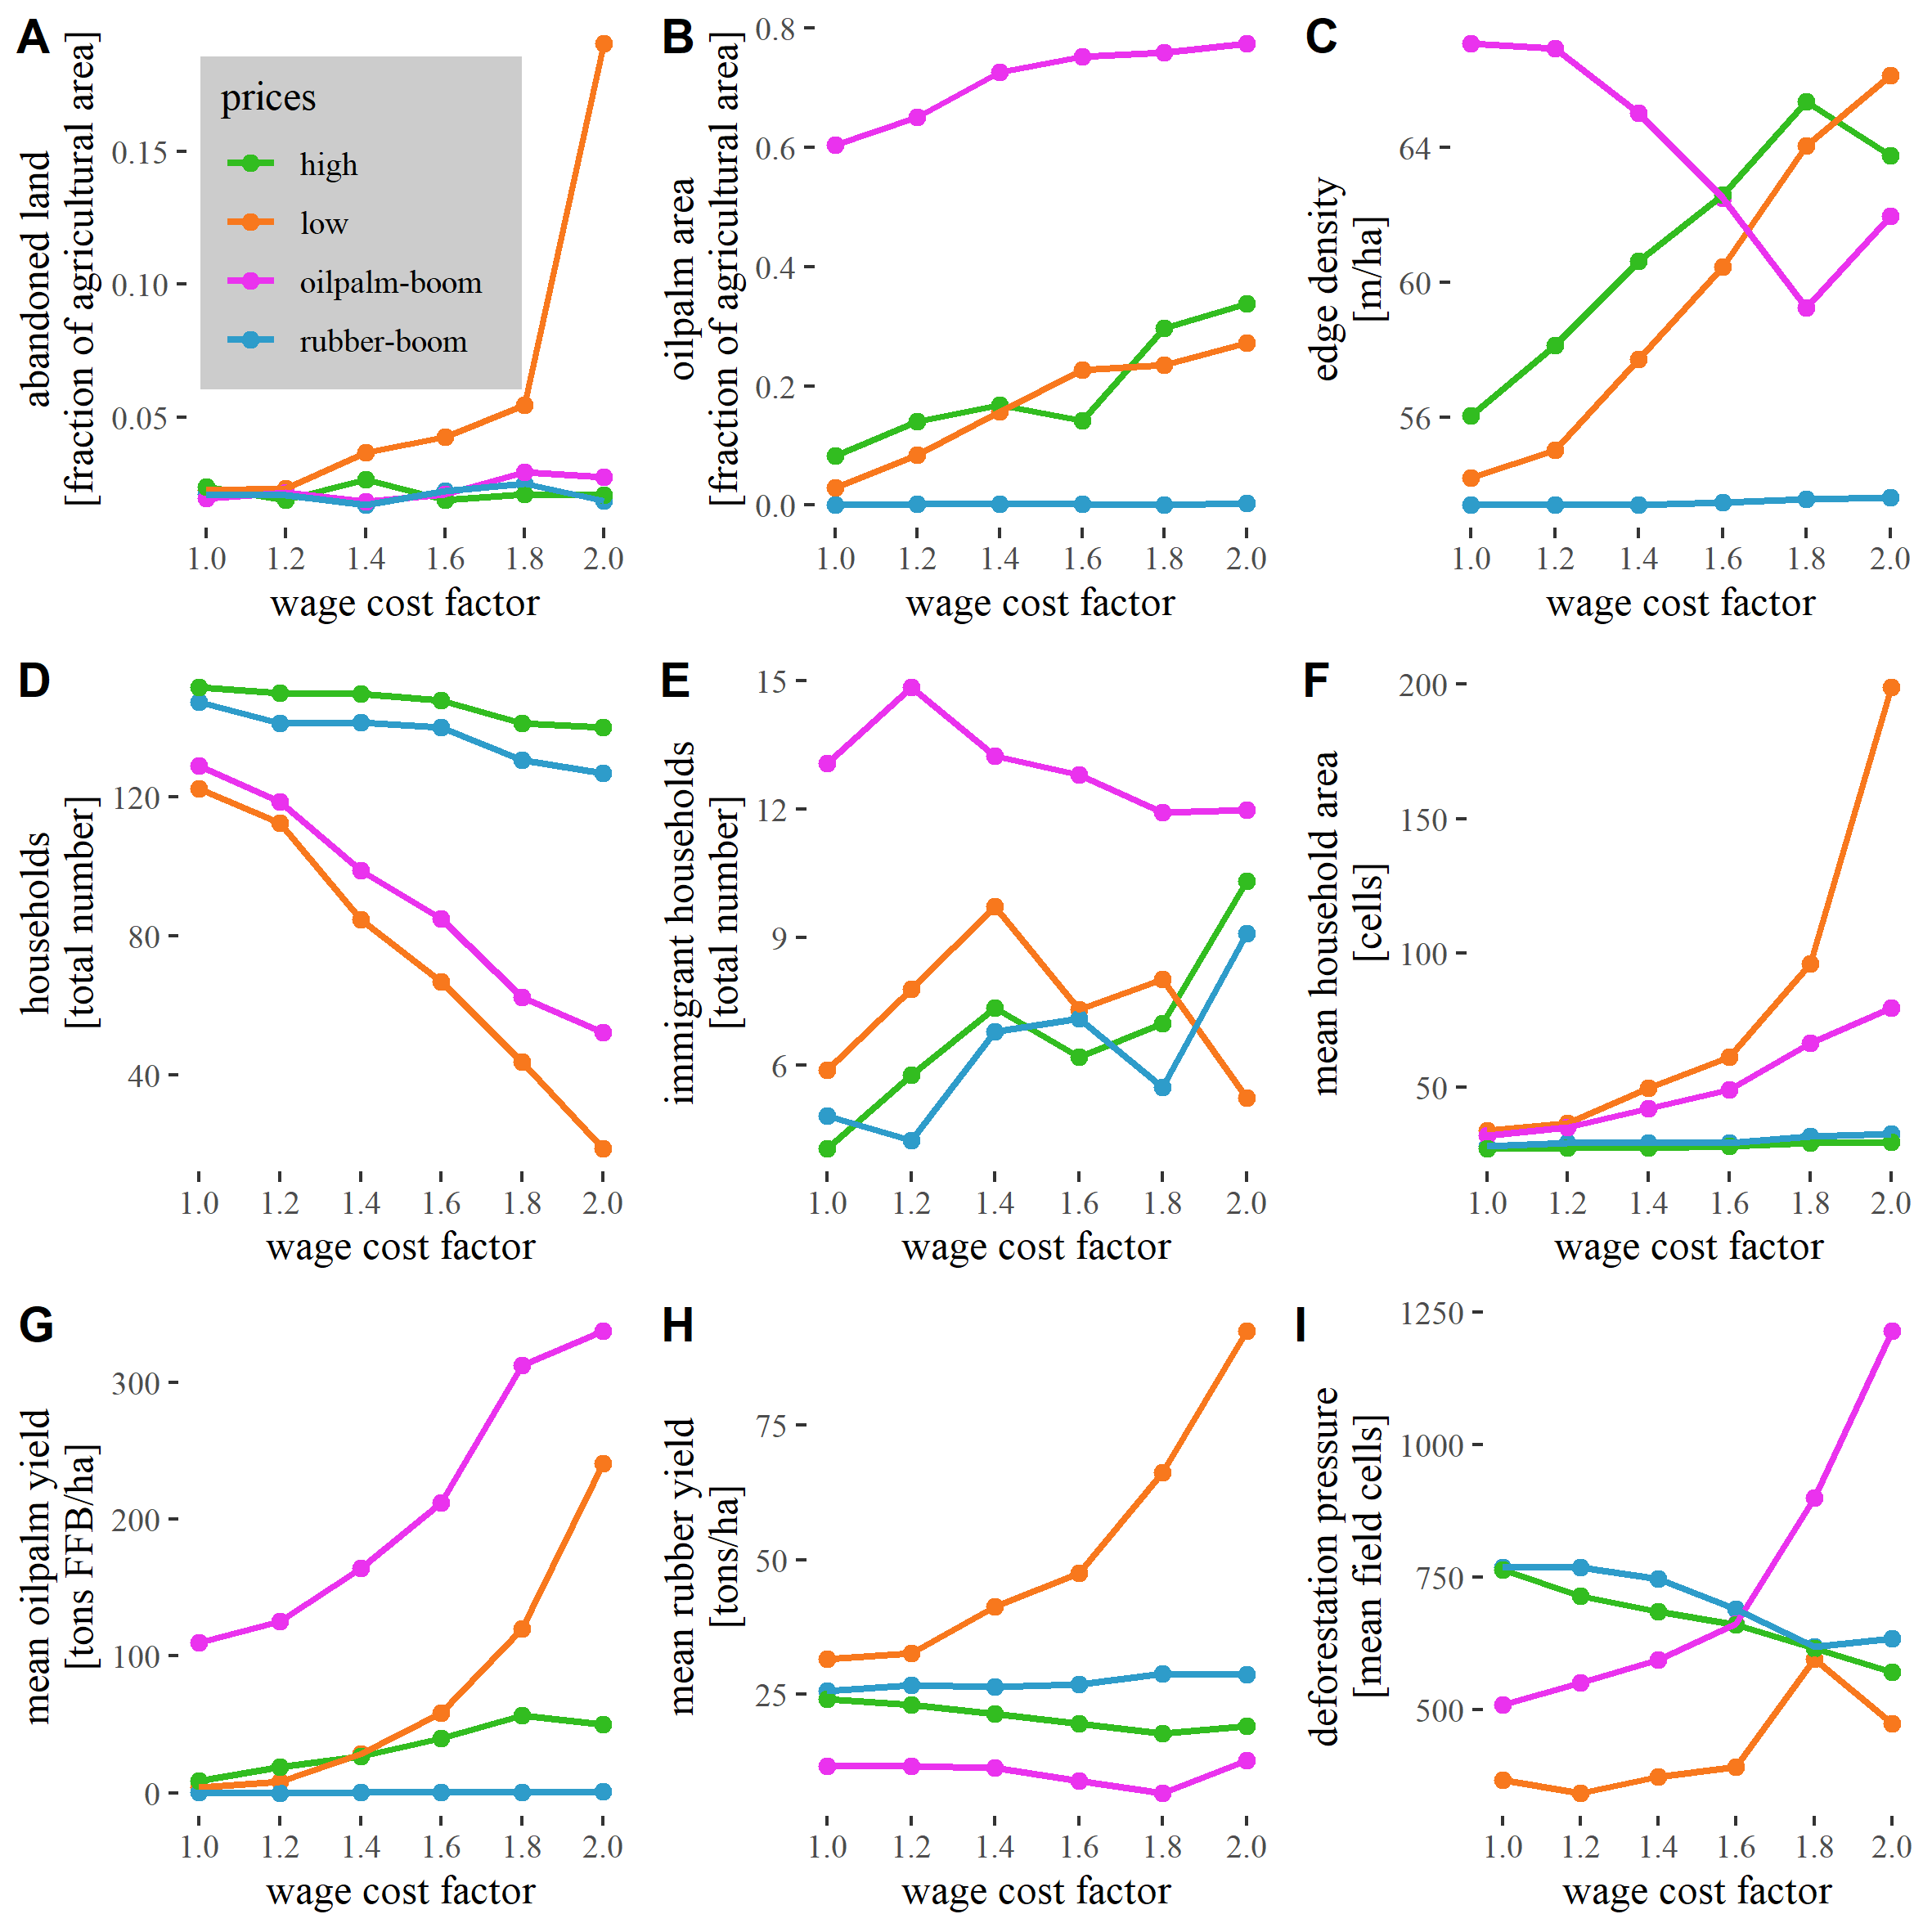 A
abandoned land
[fraction of agricultural area]
0.15
0.10
0.05
prices
high
low
oilpalm-boom
rubber-boom
1.0 1.2 1.4 1.6 1.8 2.0
wage cost factor
B
oilpalm area
[fraction of agricultural area]
0.8
0.6
0.4
0.2
0.0
1.0 1.2 1.4 1.6 1.8 2.0
wage cost factor
C
edge density
[m/ha]
64
60
56
1.0 1.2 1.4 1.6 1.8 2.0
wage cost factor
D
households
[total number]
120
80
40
1.0 1.2 1.4 1.6 1.8 2.0
wage cost factor
E
immigrant households
[total number]
15
12
9
6
1.0 1.2 1.4 1.6 1.8 2.0
wage cost factor
F
mean household area
[cells]
200
150
100
50
1.0 1.2 1.4 1.6 1.8 2.0
wage cost factor
G
mean oilpalm yield
[tons FFB/ha]
300
200
100
0
1.0 1.2 1.4 1.6 1.8 2.0
wage cost factor
H
mean rubber yield
[tons/ha]
75
50
25
1.0 1.2 1.4 1.6 1.8 2.0
wage cost factor
I
deforestation pressure
[mean field cells]
1250
1000
750
500
1.0 1.2 1.4 1.6 1.8 2.0
wage cost factor